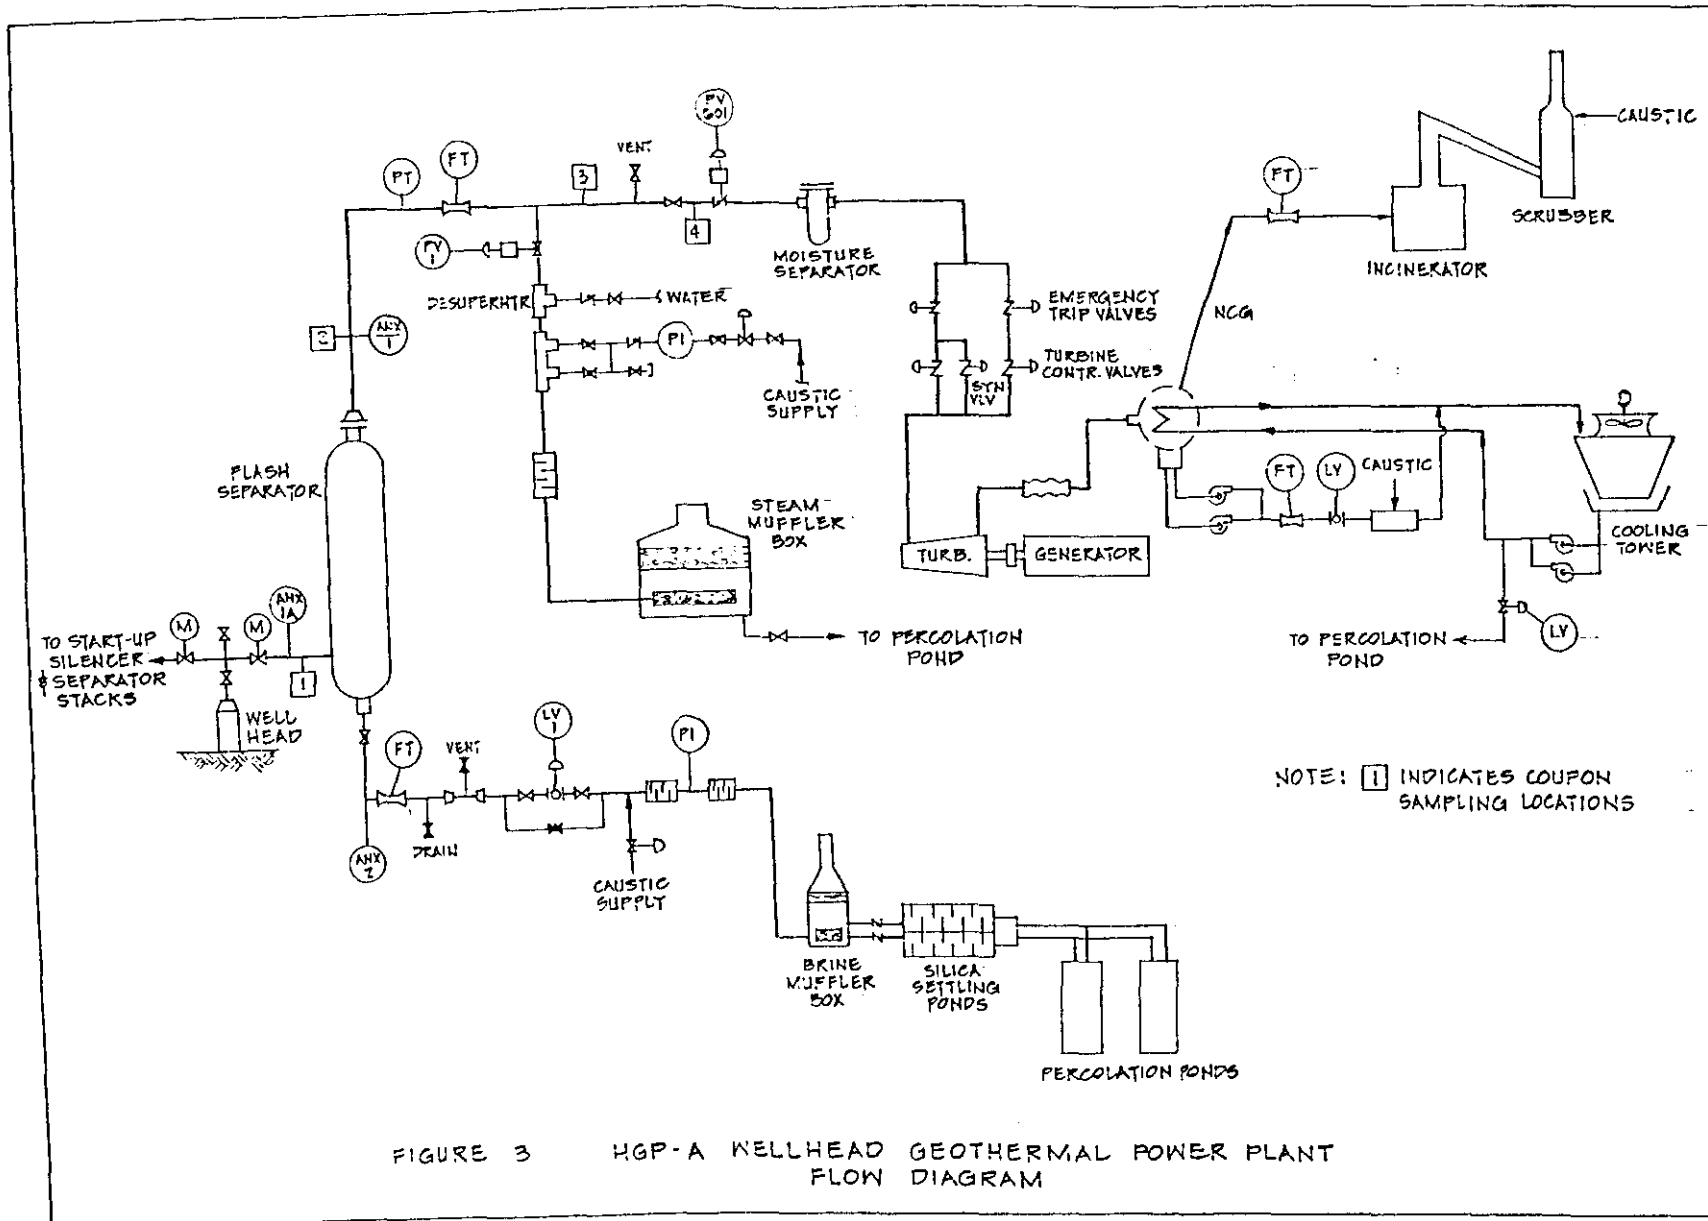 PV
601
CAUSTIC
VENT
FT
PT
3
FT
4
SCRUBBER
MOISTURE
SEPARATOR
INCINERATOR
PV
1
DESUPERHTR
WATER
EMERGENCY
TRIP VALVES
NCG
2
ANX
1
PI
TURBINE
CONTR. VALVES
SYN
VLV
CAUSTIC
SUPPLY
FLASH
SEPARATOR
FT
LV
CAUSTIC
STEAM
MUFFLER
BOX
TURB.
GENERATOR
COOLING
TOWER
ANX
1A
M
M
TO START-UP
SILENCER
& SEPARATOR
STACKS
1
TO PERCOLATION
POND
TO PERCOLATION
POND
LV
WELL
HEAD
LV
1
PI
FT
VENT
NOTE: 1 INDICATES COUPON
SAMPLING LOCATIONS
ANX
2
DRAIN
CAUSTIC
SUPPLY
BRINE
MUFFLER
BOX
SILICA
SETTLING
PONDS
PERCOLATION PONDS
FIGURE 3 HGP-A WELLHEAD GEOTHERMAL POWER PLANT
FLOW DIAGRAM